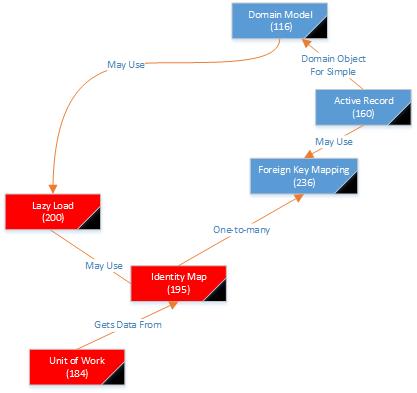 Domain Model
(116)
May Use
Domain Object
For Simple
Active Record
(160)
May Use
Foreign Key Mapping
(236)
Lazy Load
(200)
One-to-many
May Use
Identity Map
(195)
Gets Data From
Unit of Work
(184)